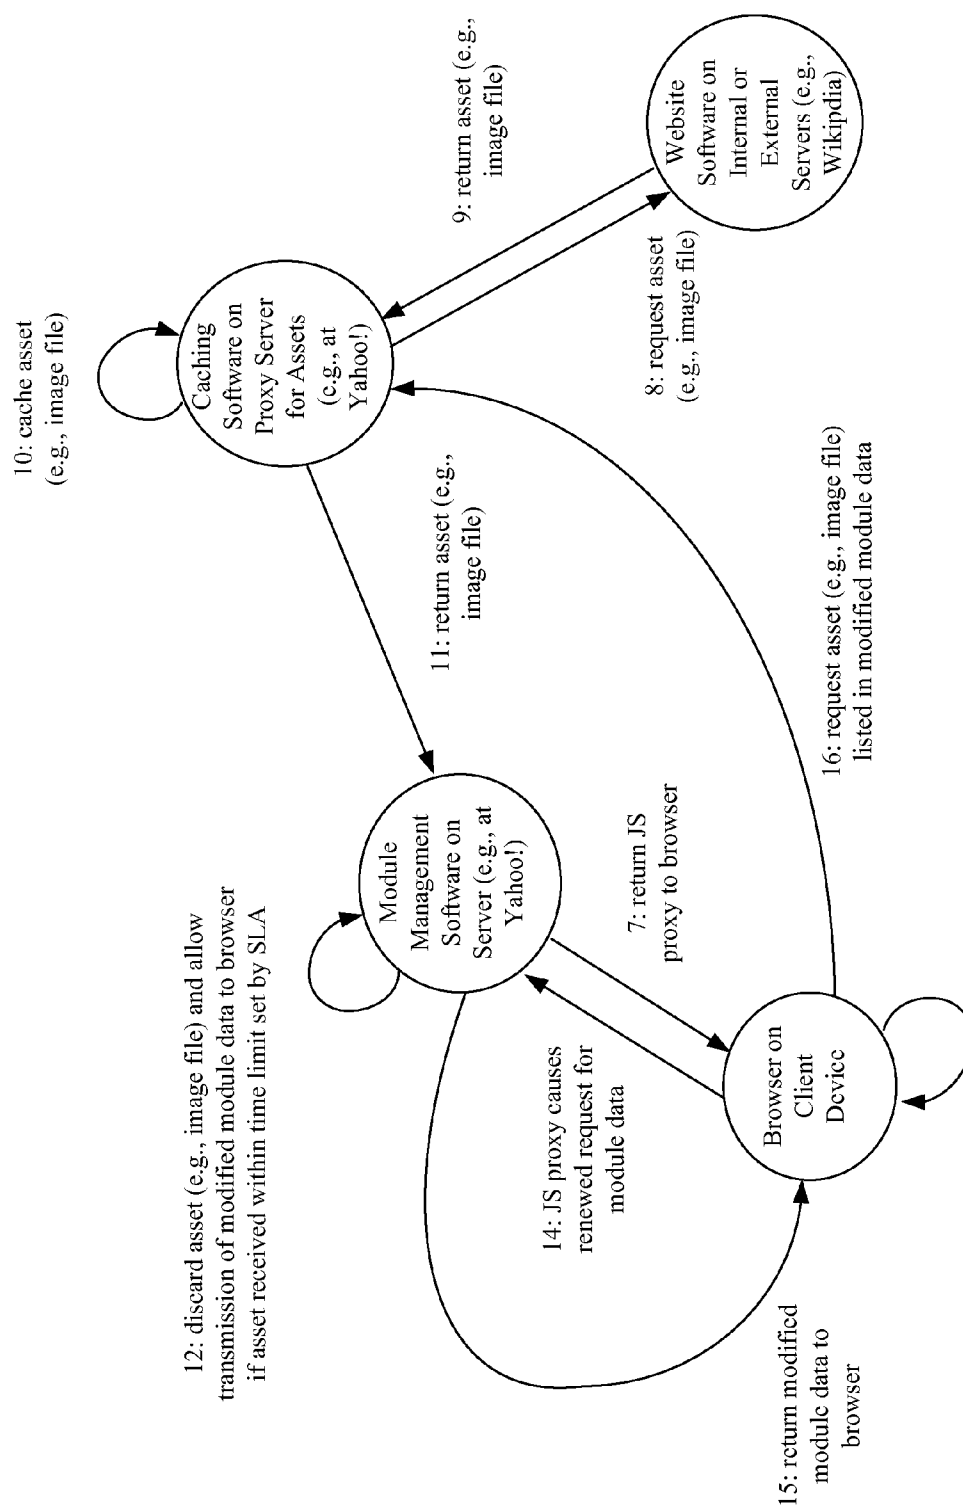 10: cache asset
(e.g., image file)
9: return asset (e.g.,
image file)
Caching
Software on
Proxy Server
for Assets
(e.g., at
Yahoo!)
Website
Software on
Internal or
External
Servers (e.g.,
Wikipdia)
8: request asset
(e.g., image file)
11: return asset (e.g.,
image file)
12: discard asset (e.g., image file) and allow
transmission of modified module data to browser
if asset received within time limit set by SLA
Module
Management
Software on
Server (e.g., at
Yahoo!)
7: return JS
proxy to browser
16: request asset (e.g., image file)
listed in modified module data
14: JS proxy causes
renewed request for
module data
Browser on
Client
Device
15: return modified
module data to
browser